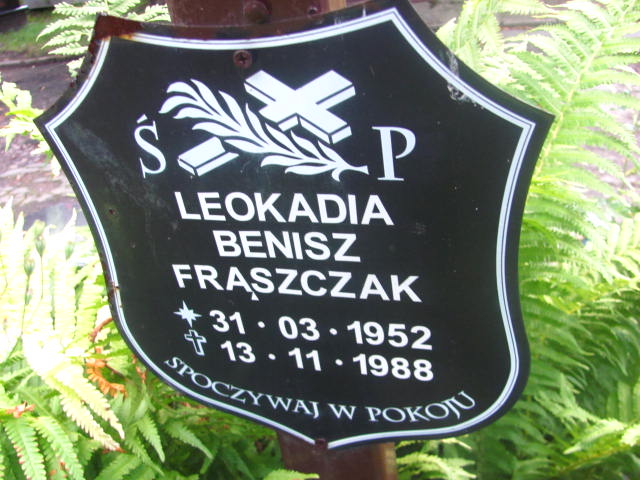 Ś P
LEOKADIA
BENISZ
FRĄSZCZAK
31 · 03 · 1952
13 · 11 · 1988
SPOCZYWAJ W POKOJU